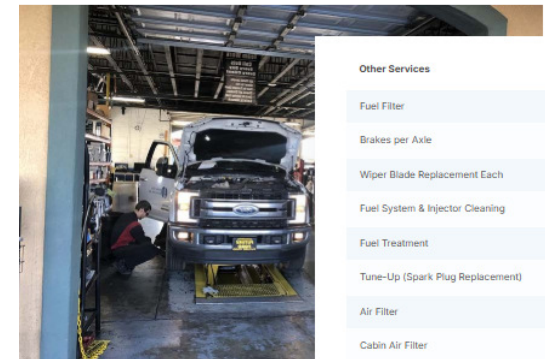 Other Services
Fuel Filter
Brakes per Axle
Wiper Blade Replacement Each
Fuel System & Injector Cleaning
Fuel Treatment
Tune-Up (Spark Plug Replacement)
Air Filter
Cabin Air Filter